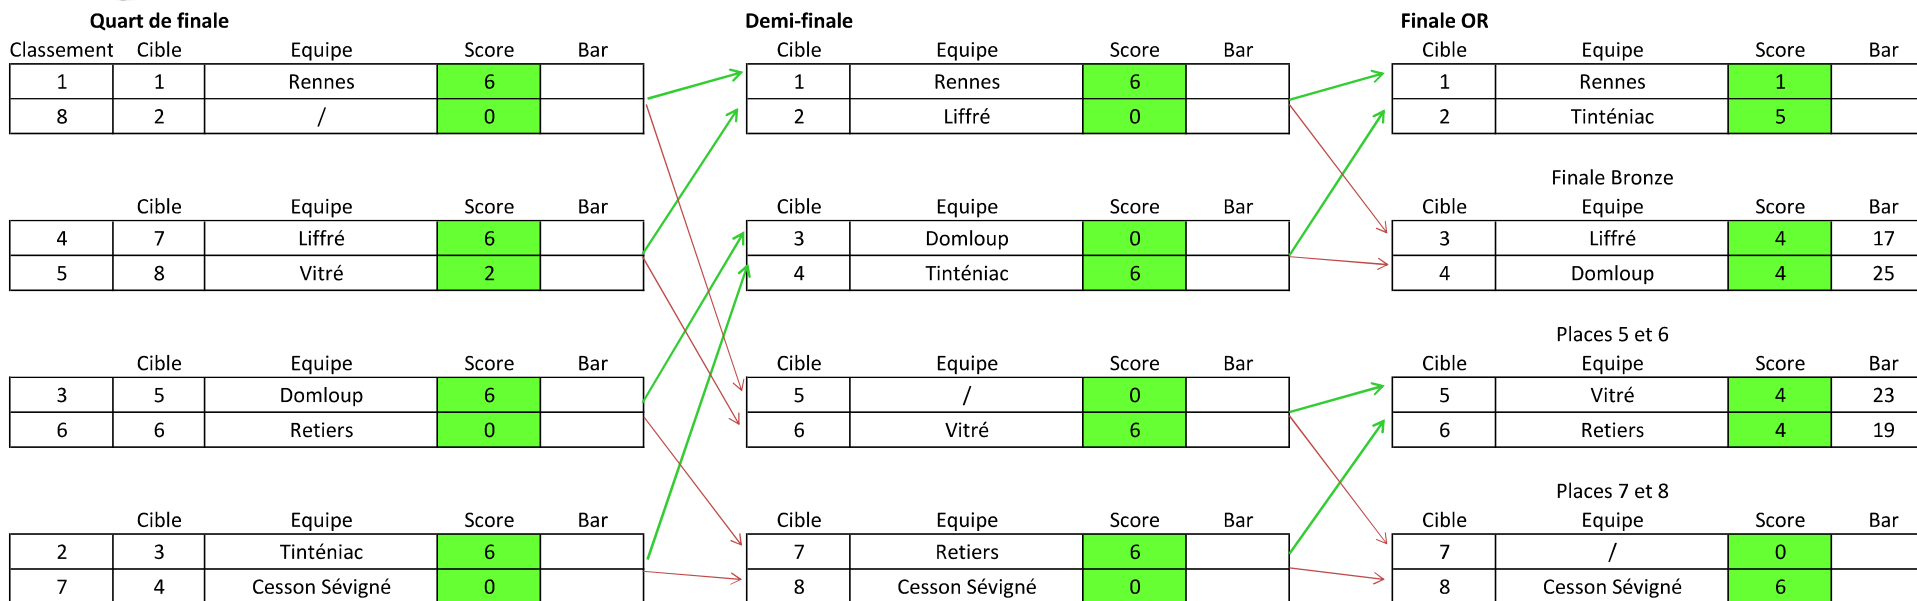 Quart de finale Demi-finale Finale OR
Classement Cible Equipe Score Bar Cible Equipe Score Bar Cible Equipe Score Bar
1 1 Rennes 6 1 Rennes 6 1 Rennes 1
8 2 / 0 2 Liffré 0 2 Tinténiac 5
Finale Bronze
Cible Equipe Score Bar Cible Equipe Score Bar Cible Equipe Score Bar
4 7 Liffré 6 3 Domloup 0 3 Liffré 4 17
5 8 Vitré 2 4 Tinténiac 6 4 Domloup 4 25
Places 5 et 6
Cible Equipe Score Bar Cible Equipe Score Bar Cible Equipe Score Bar
3 5 Domloup 6 5 / 0 5 Vitré 4 23
6 6 Retiers 0 6 Vitré 6 6 Retiers 4 19
Places 7 et 8
Cible Equipe Score Bar Cible Equipe Score Bar Cible Equipe Score Bar
2 3 Tinténiac 6 7 Retiers 6 7 / 0
7 4 Cesson Sévigné 0 8 Cesson Sévigné 0 8 Cesson Sévigné 6